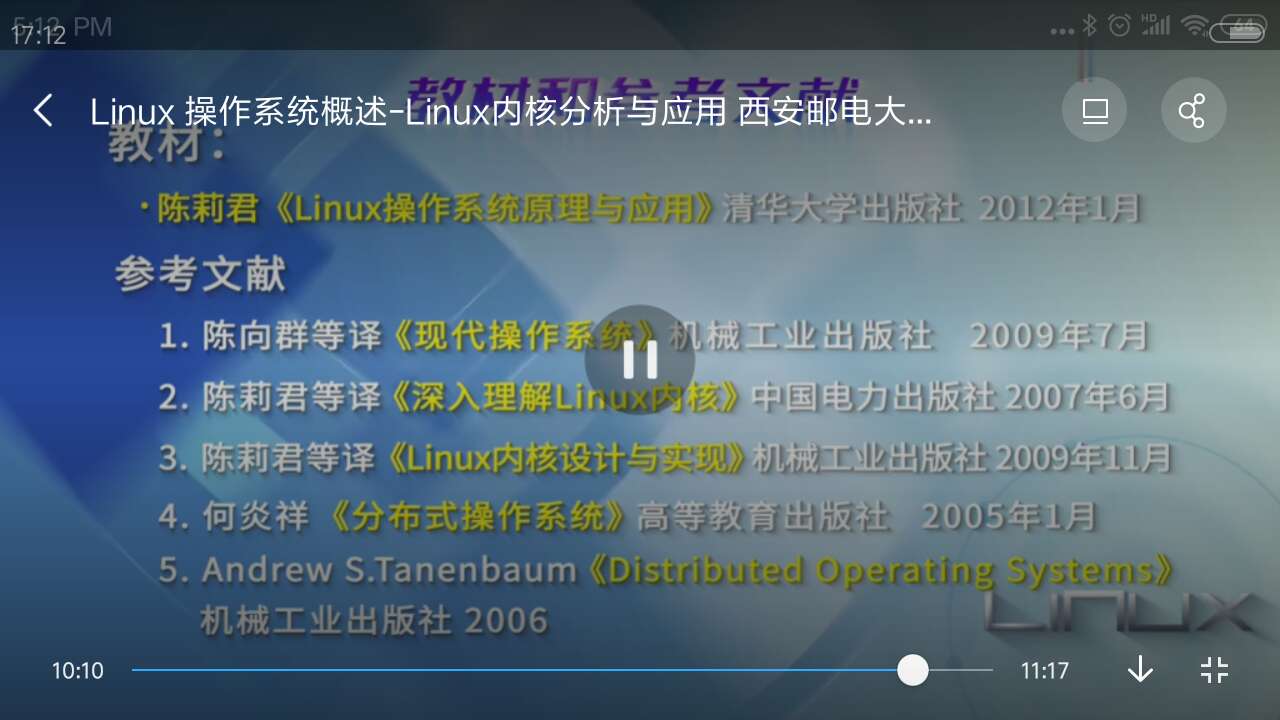 5:12 PM
17:12
HD
64
教材和参考文献
Linux 操作系统概述-Linux内核分析与应用 西安邮电大...
教材：
·陈莉君《Linux操作系统原理与应用》清华大学出版社 2012年1月
参考文献
1. 陈向群等译《现代操作系统》机械工业出版社 2009年7月
2. 陈莉君等译《深入理解Linux内核》中国电力出版社 2007年6月
3. 陈莉君等译《Linux内核设计与实现》机械工业出版社 2009年11月
4. 何炎祥 《分布式操作系统》高等教育出版社 2005年1月
5. Andrew S.Tanenbaum《Distributed Operating Systems》
机械工业出版社 2006
LINUX
10:10
11:17